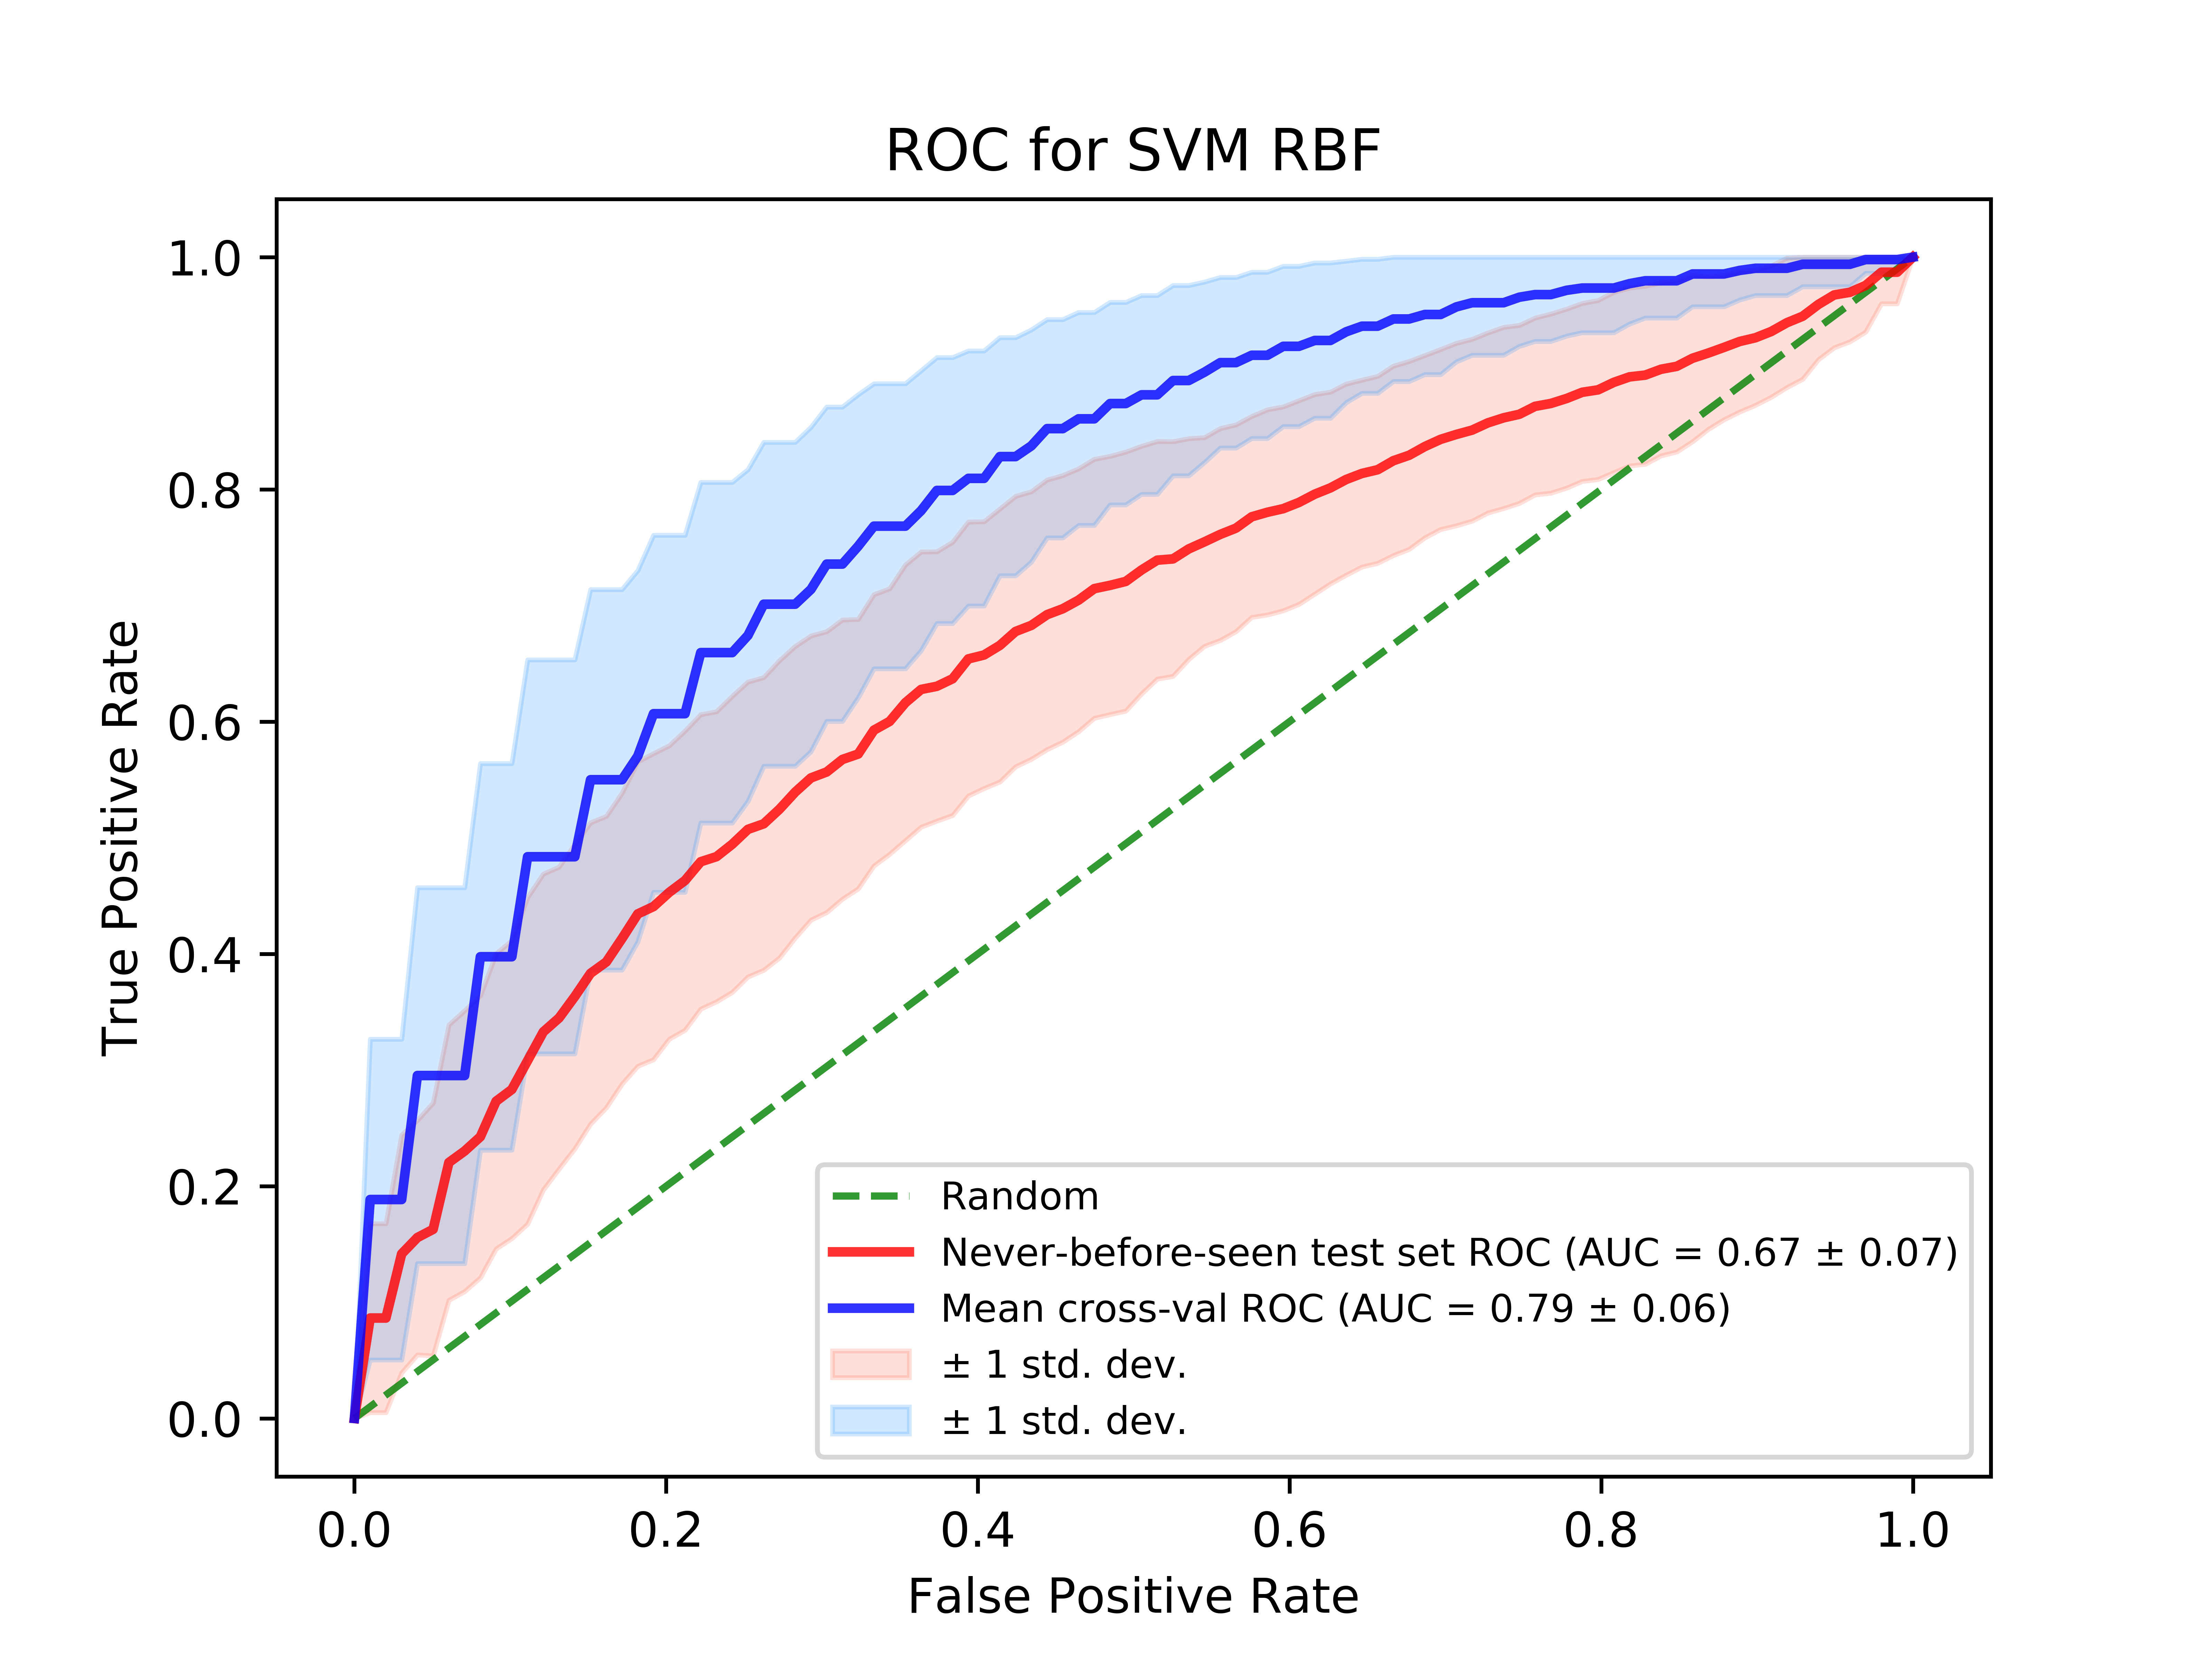 ROC for SVM RBF
True Positive Rate
1.0
0.8
0.6
0.4
0.2
0.0
Random
Never-before-seen test set ROC (AUC = 0.67 ± 0.07)
Mean cross-val ROC (AUC = 0.79 ± 0.06)
± 1 std. dev.
± 1 std. dev.
0.0 0.2 0.4 0.6 0.8 1.0
False Positive Rate